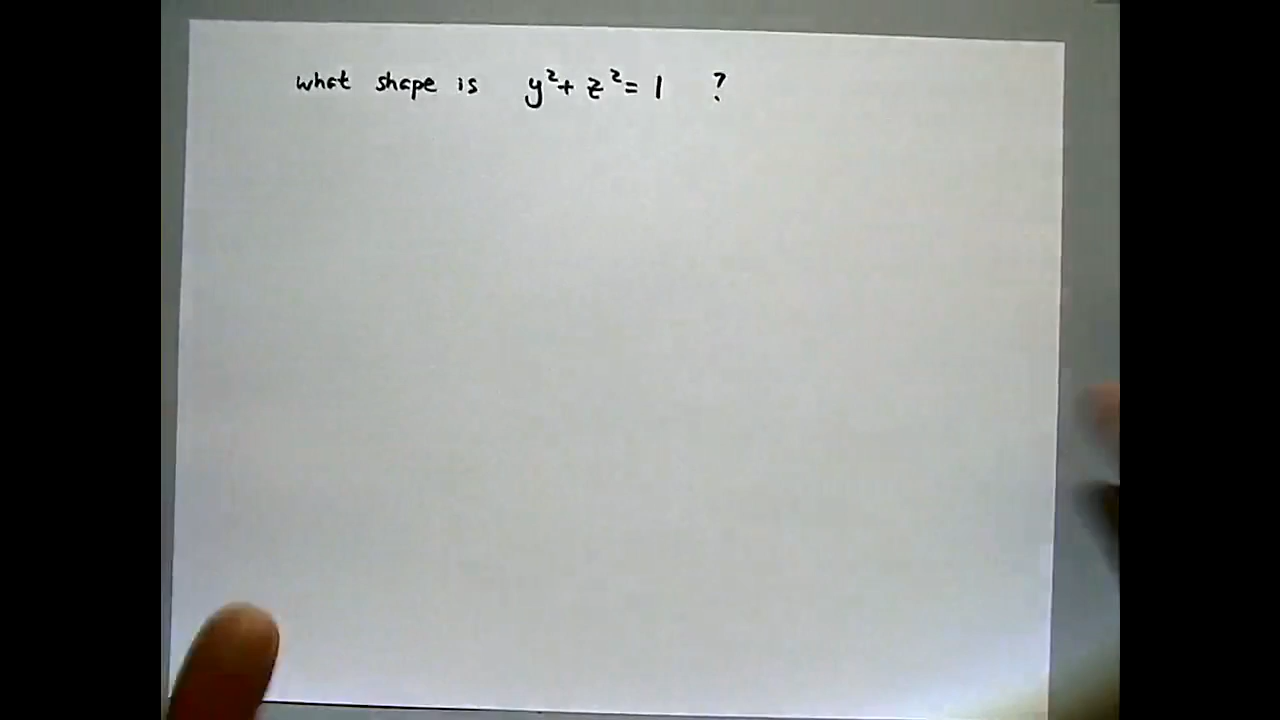 what shape is y² + z² = 1 ?